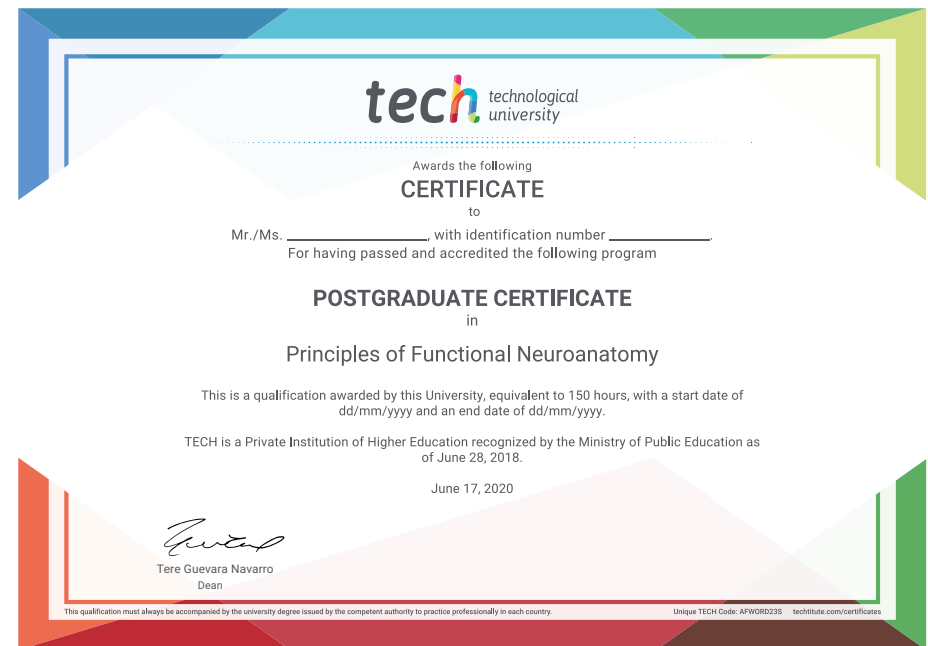 tech technological
university
Awards the following
CERTIFICATE
to
Mr./Ms. ____________________, with identification number ______________.
For having passed and accredited the following program
POSTGRADUATE CERTIFICATE
in
Principles of Functional Neuroanatomy
This is a qualification awarded by this University, equivalent to 150 hours, with a start date of
dd/mm/yyyy and an end date of dd/mm/yyyy.
TECH is a Private Institution of Higher Education recognized by the Ministry of Public Education as
of June 28, 2018.
June 17, 2020
Tere Guevara Navarro
Dean
This qualification must always be accompanied by the university degree issued by the competent authority to practice professionally in each country.
Unique TECH Code: AFWORD23S techtitute.com/certificates